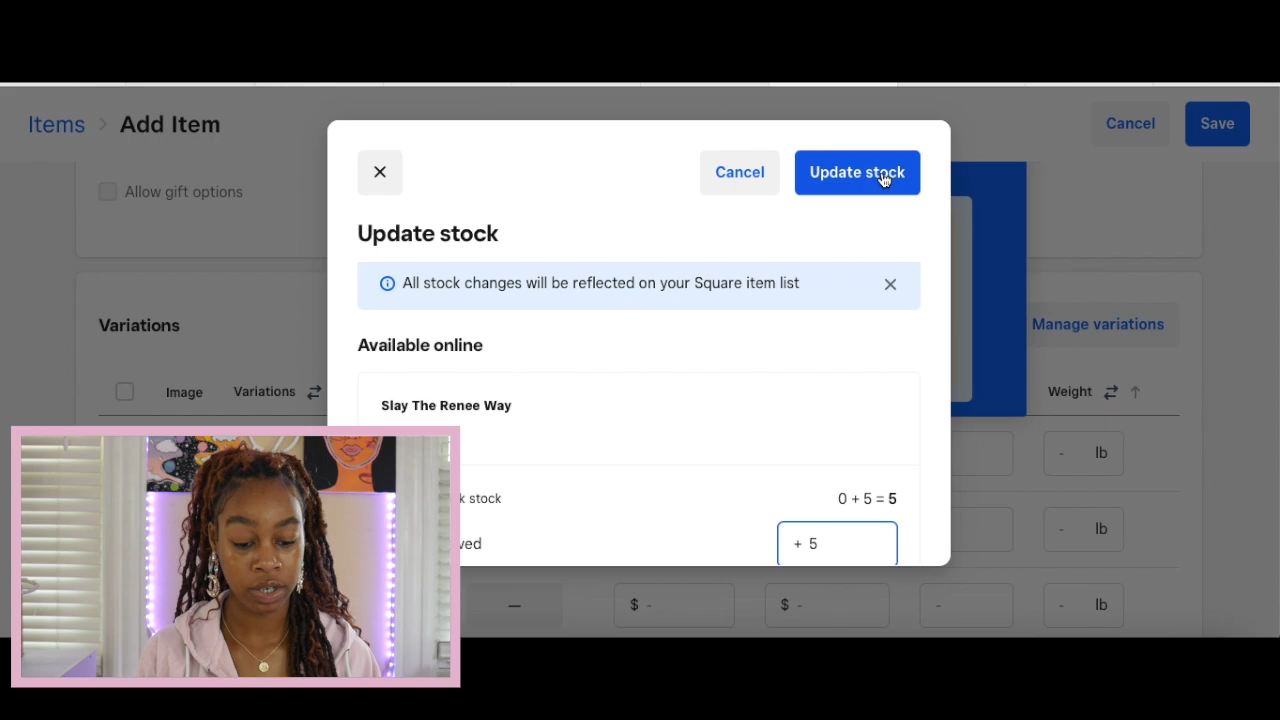 Items > Add Item
Cancel
Save
Allow gift options
Cancel
Update stock
Update stock
All stock changes will be reflected on your Square item list
Available online
Variations
Manage variations
Image
Variations
Weight
Slay The Renee Way
k stock
0 + 5 = 5
ved
+ 5
- lb
- lb
—
$ -
$ -
-
- lb